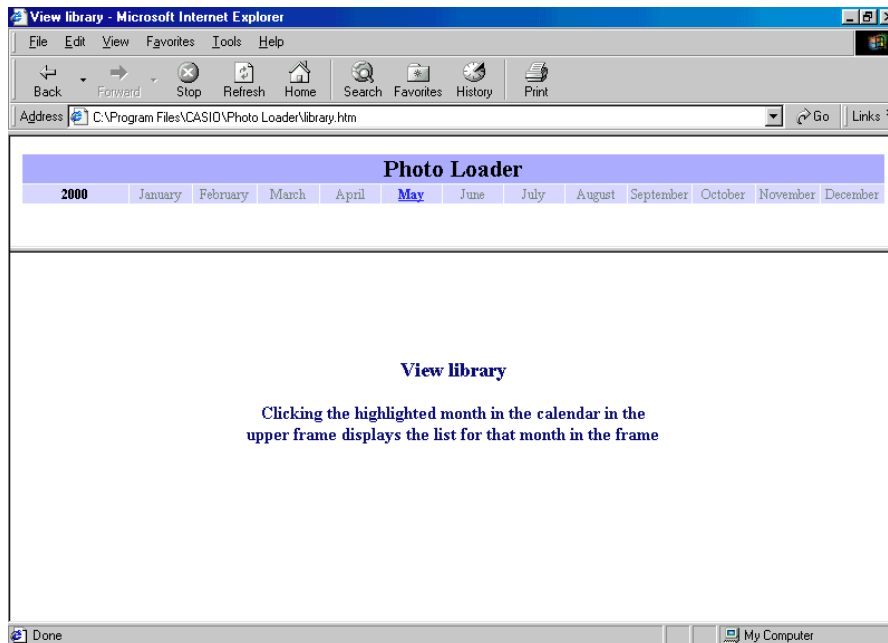 View library - Microsoft Internet Explorer
File Edit View Favorites Tools Help
Back Forward Stop Refresh Home Search Favorites History Print
Address C:\Program Files\CASIO\Photo Loader\library.htm Go Links
Photo Loader
2000 January February March April May June July August September October November December
View library
Clicking the highlighted month in the calendar in the
upper frame displays the list for that month in the frame
Done My Computer